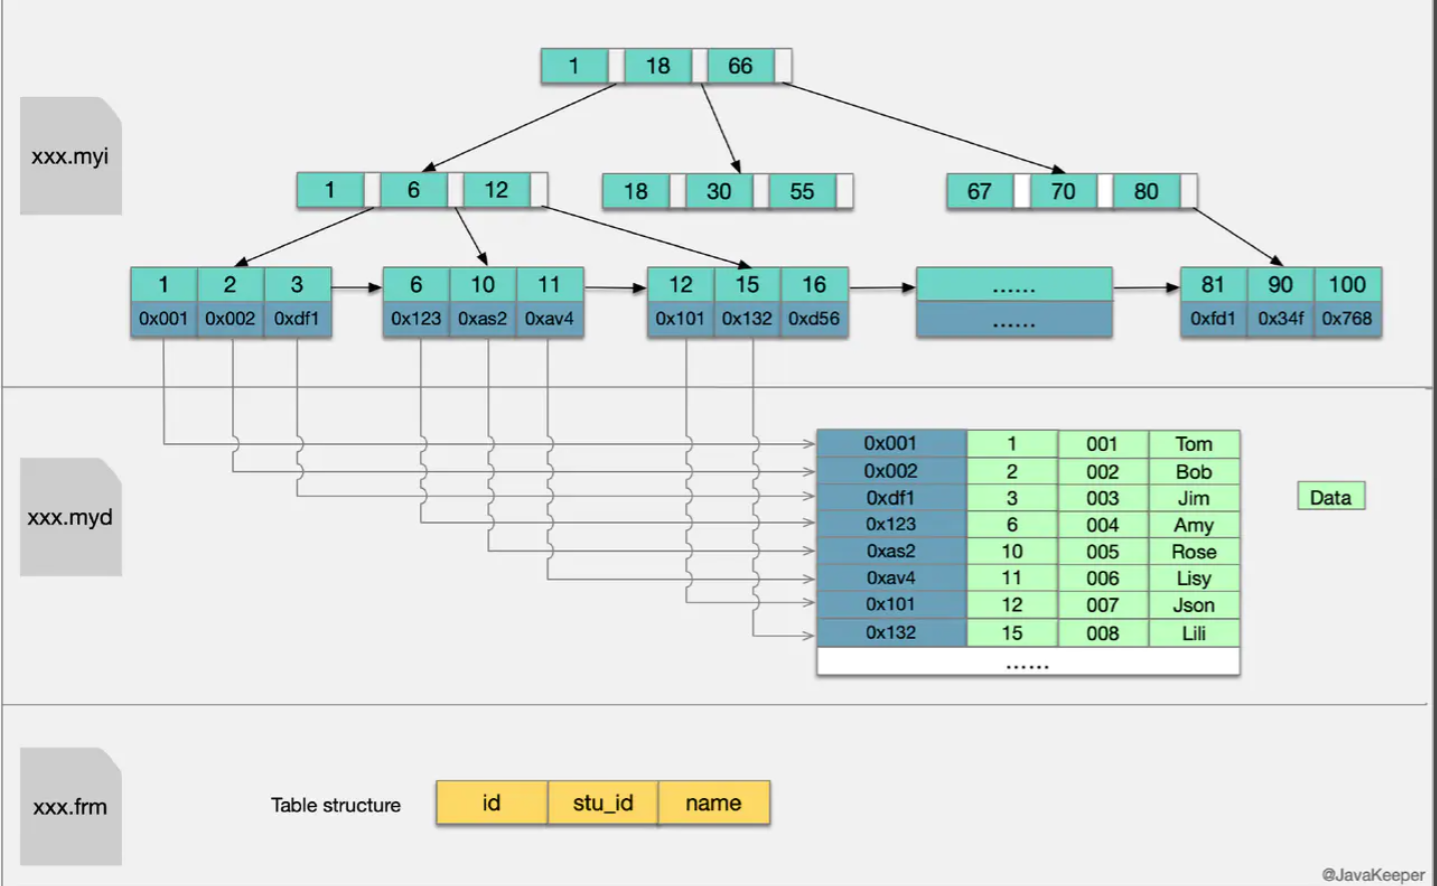 1 18 66
xxx.myi
1 6 12
18 30 55
67 70 80
1 2 3
0x001 0x002 0xdf1
6 10 11
0x123 0xas2 0xav4
12 15 16
0x101 0x132 0xd56
......
......
81 90 100
0xfd1 0x34f 0x768
xxx.myd
0x001 1 001 Tom
0x002 2 002 Bob
0xdf1 3 003 Jim
0x123 6 004 Amy
0xas2 10 005 Rose
0xav4 11 006 Lisy
0x101 12 007 Json
0x132 15 008 Lili
......
Data
xxx.frm
Table structure
id stu_id name
@JavaKeeper